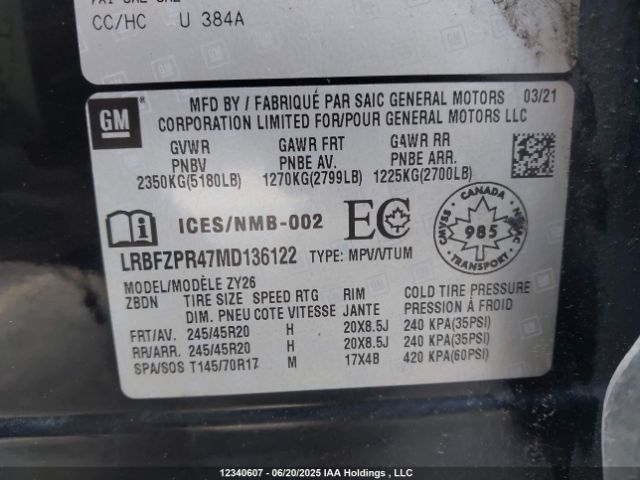 CC/HC U 384A
GM
MFD BY / FABRIQUÉ PAR SAIC GENERAL MOTORS 03/21
CORPORATION LIMITED FOR/POUR GENERAL MOTORS LLC
GVWR GAWR FRT GAWR RR
PNBV PNBE AV. PNBE ARR.
2350KG(5180LB) 1270KG(2799LB) 1225KG(2700LB)
ICES/NMB-002 EC
CANADA
CMVSS 985 NSVAC
TRANSPORT
LRBFZPR47MD136122 TYPE: MPV/VTUM
MODEL/MODÈLE ZY26
ZBDN TIRE SIZE SPEED RTG RIM COLD TIRE PRESSURE
DIM. PNEU COTE VITESSE JANTE PRESSION À FROID
FRT/AV. 245/45R20 H 20X8.5J 240 KPA(35PSI)
RR/ARR. 245/45R20 H 20X8.5J 240 KPA(35PSI)
SPA/SOS T145/70R17 M 17X4B 420 KPA(60PSI)
12340607 - 06/20/2025 IAA Holdings , LLC